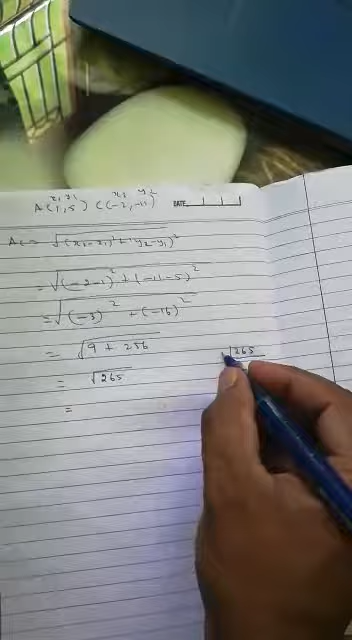 x₁ y₁ x₂ y₂
A(1, 5) C(-2, -11) DATE
AC = √(x₂-x₁)²+(y₂-y₁)²
= √(-2-1)² + (-11-5)²
= √(-3)² + (-16)²
= √9 + 256
= √265 √265
=